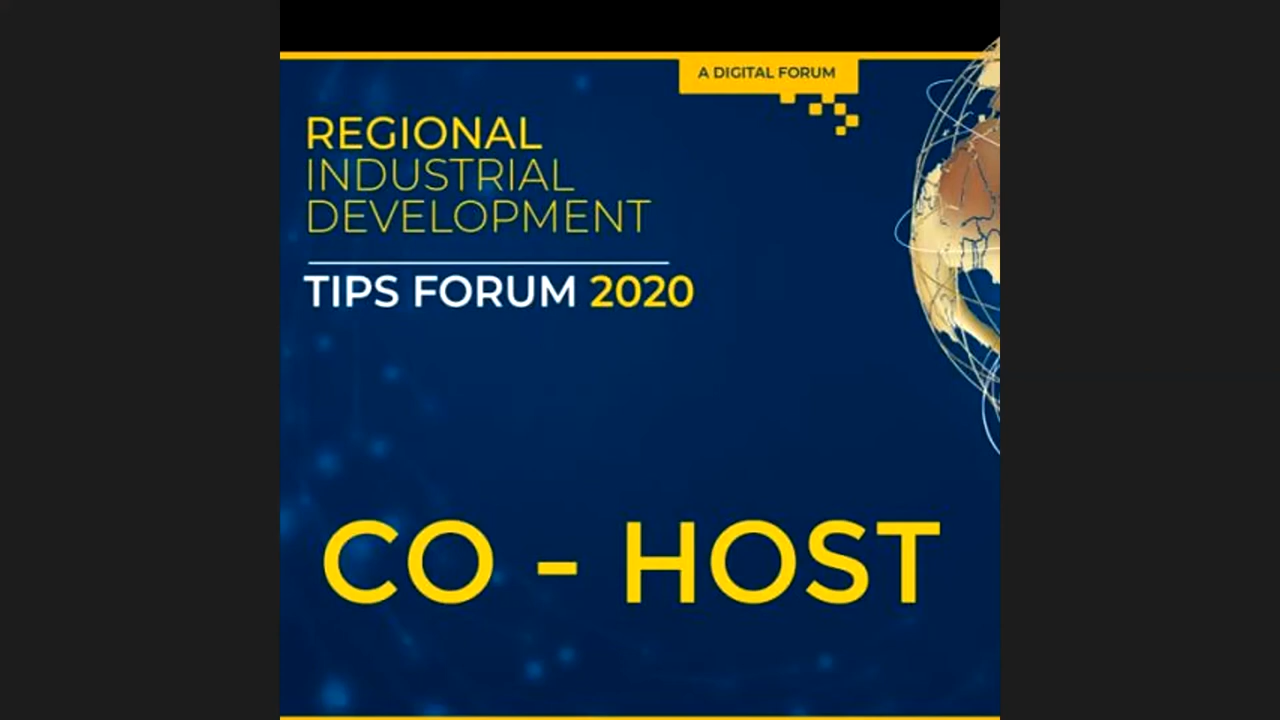 A DIGITAL FORUM
REGIONAL
INDUSTRIAL
DEVELOPMENT
TIPS FORUM 2020
CO - HOST